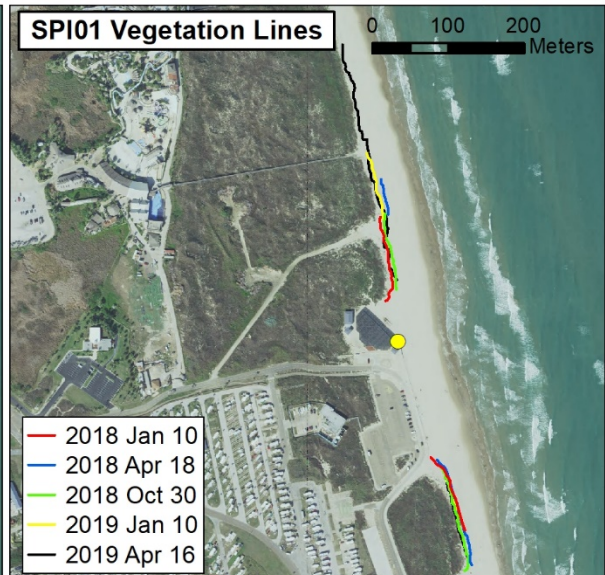 SPI01 Vegetation Lines
0 100 200
Meters
2018 Jan 10
2018 Apr 18
2018 Oct 30
2019 Jan 10
2019 Apr 16